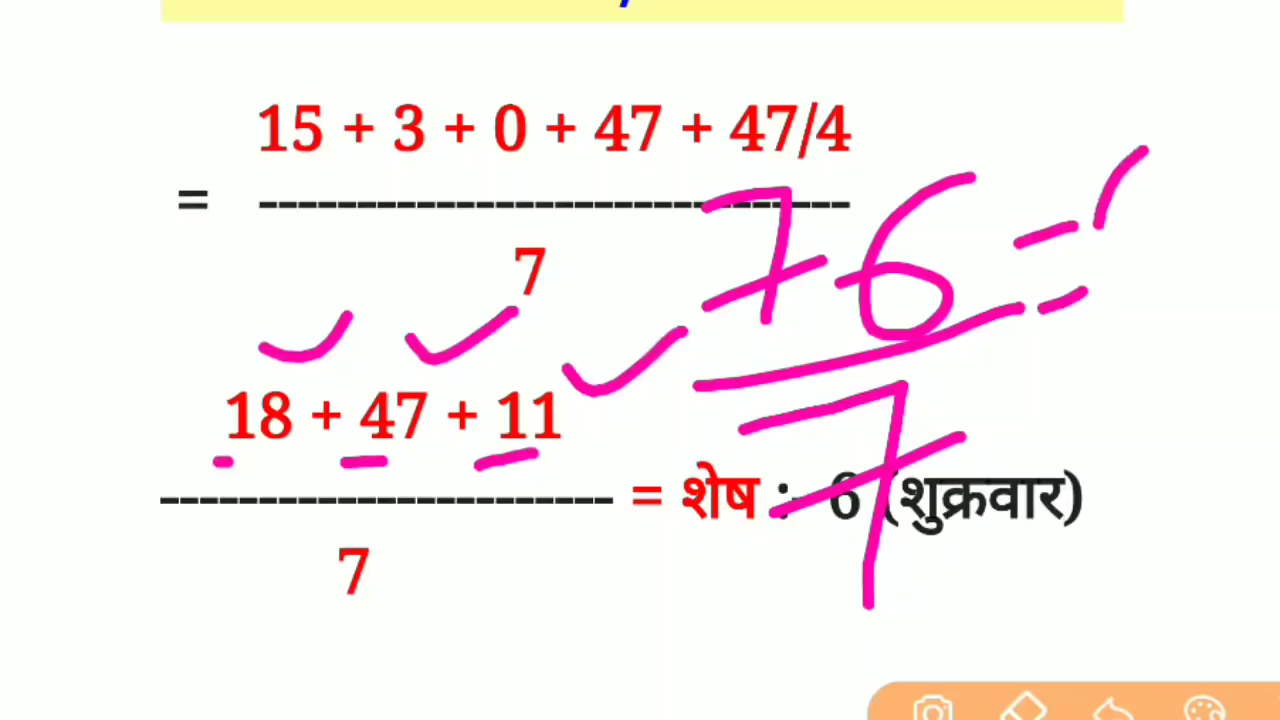 15 + 3 + 0 + 47 + 47/4
= ------------------------------
7
76 =
7
18 + 47 + 11
----------------------- = शेष :- 6 (शुक्रवार)
7